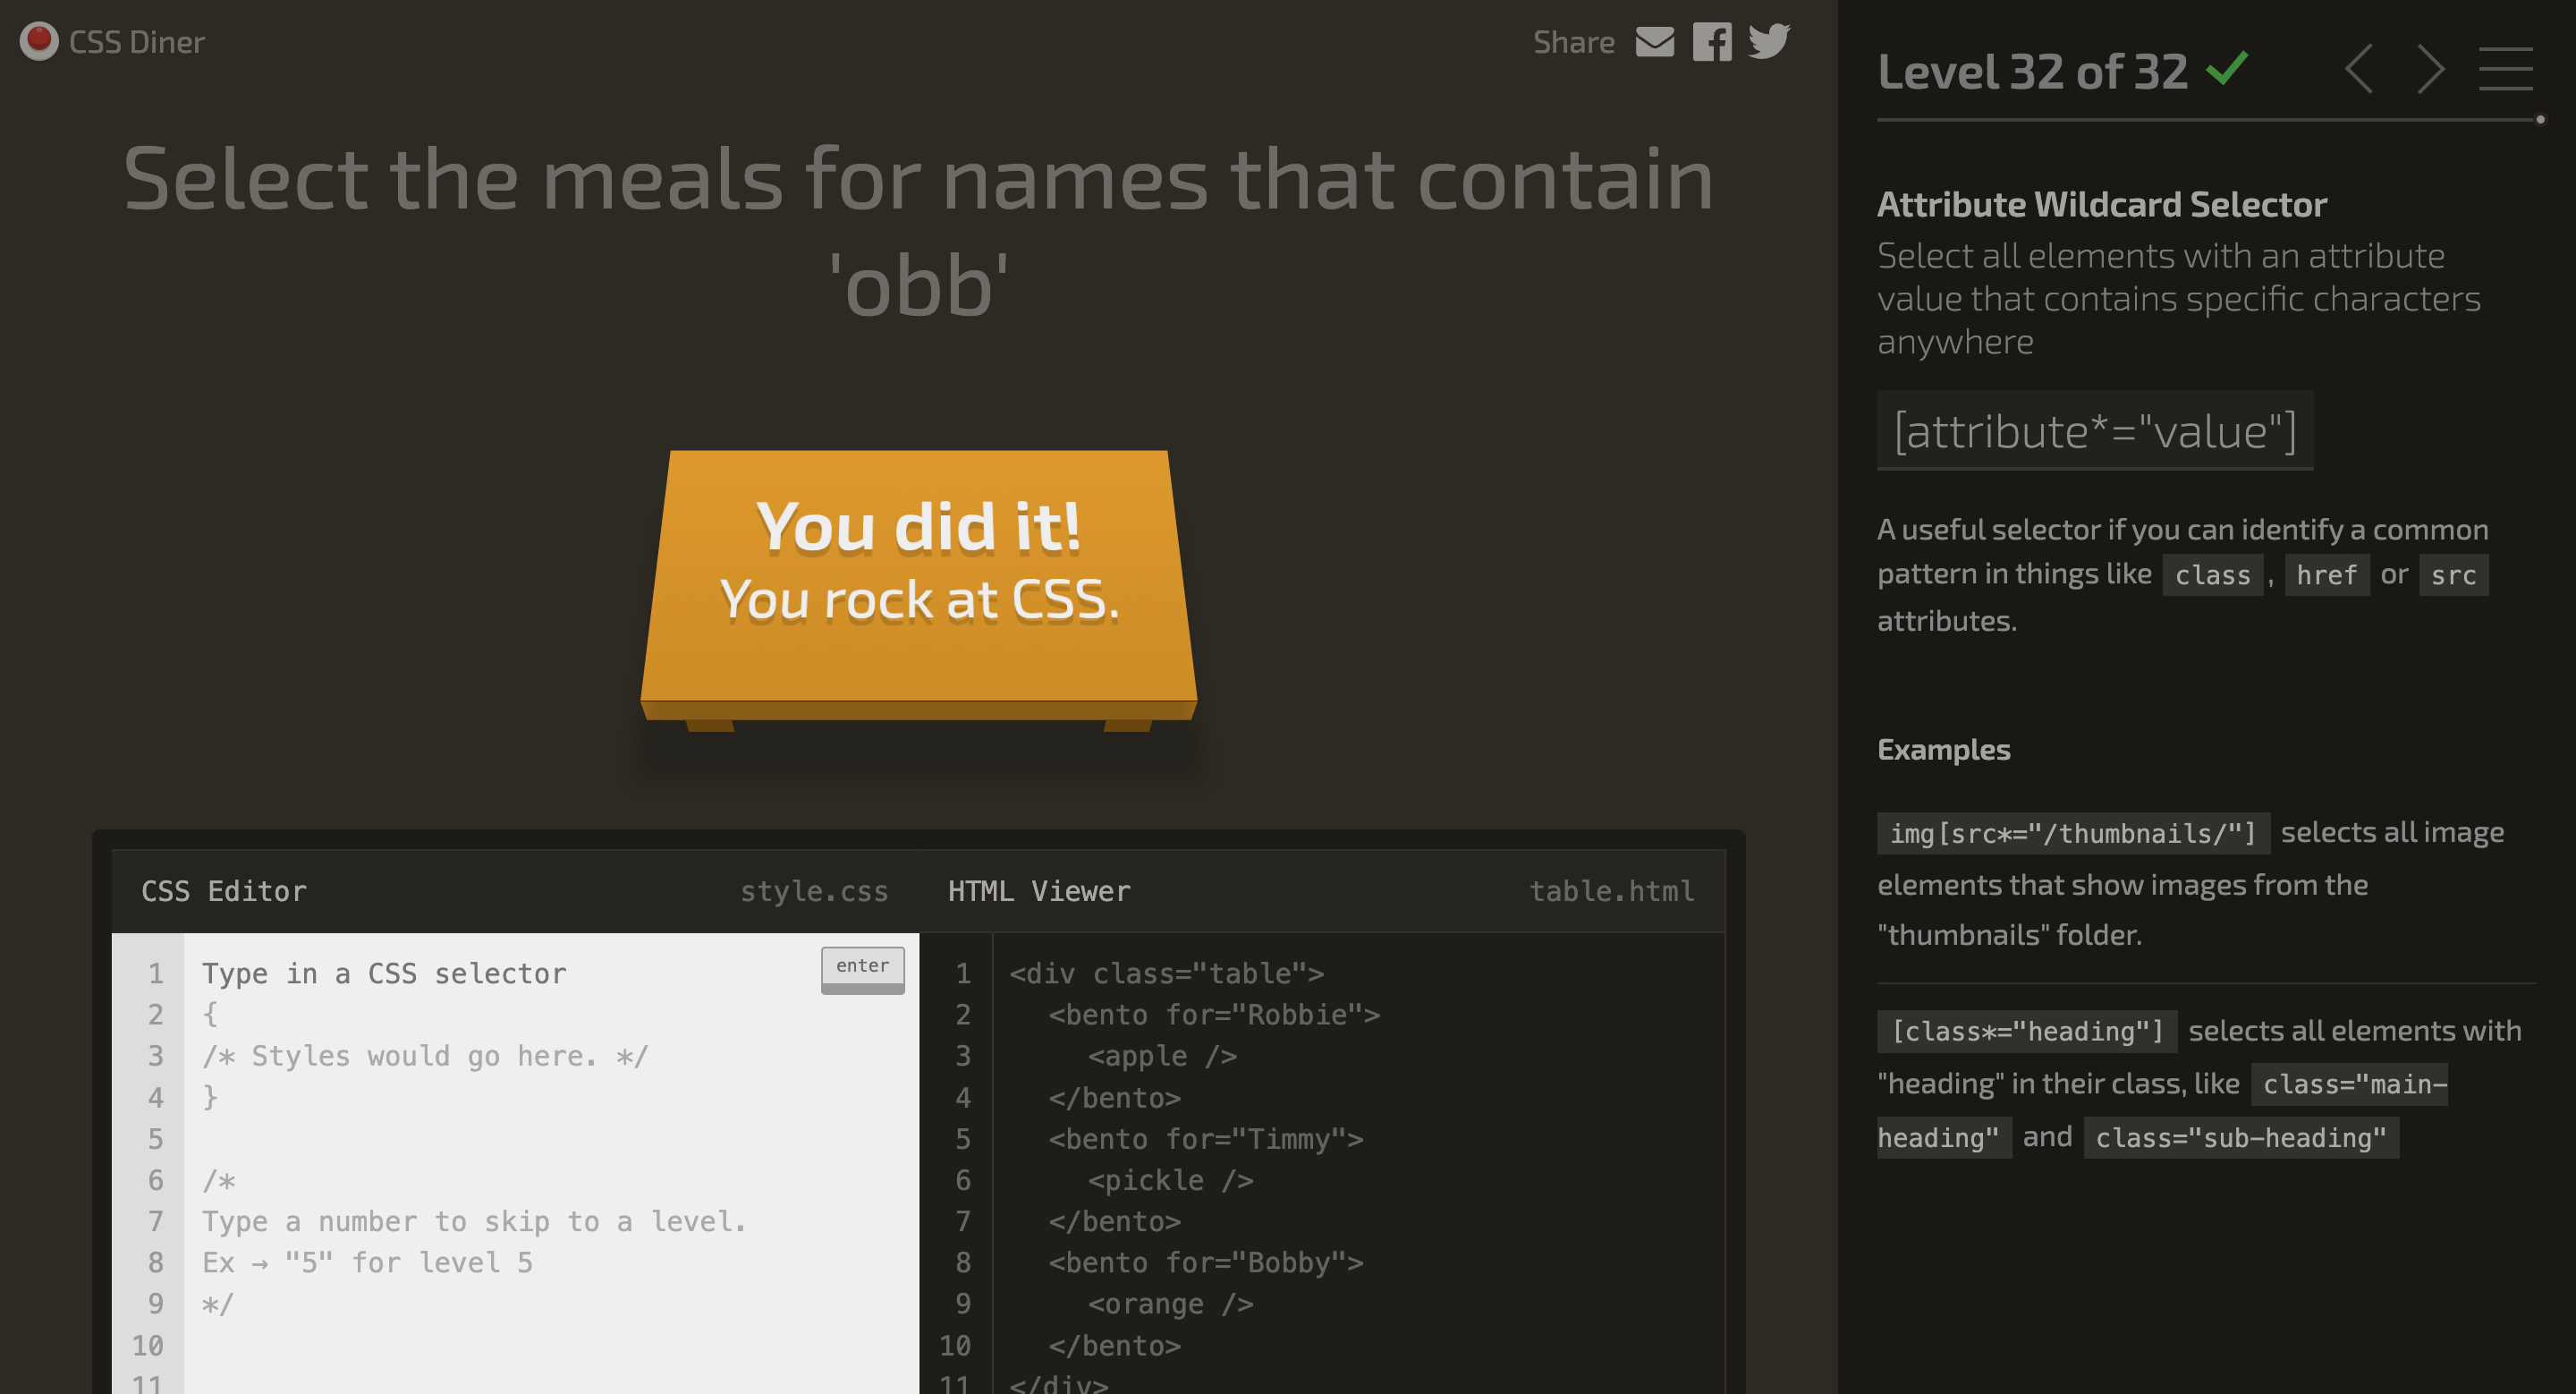 CSS Diner
Share
Select the meals for names that contain
'obb'
You did it!
You rock at CSS.
CSS Editor style.css
1 Type in a CSS selector enter
2 {
3 /* Styles would go here. */
4 }
5
6 /*
7 Type a number to skip to a level.
8 Ex → "5" for level 5
9 */
10
11
HTML Viewer table.html
1 <div class="table">
2 <bento for="Robbie">
3 <apple />
4 </bento>
5 <bento for="Timmy">
6 <pickle />
7 </bento>
8 <bento for="Bobby">
9 <orange />
10 </bento>
11 </div>
Level 32 of 32
Attribute Wildcard Selector
Select all elements with an attribute
value that contains specific characters
anywhere
[attribute*="value"]
A useful selector if you can identify a common
pattern in things like class , href or src
attributes.
Examples
img[src*="/thumbnails/"] selects all image
elements that show images from the
"thumbnails" folder.
[class*="heading"] selects all elements with
"heading" in their class, like class="main-
heading" and class="sub-heading"